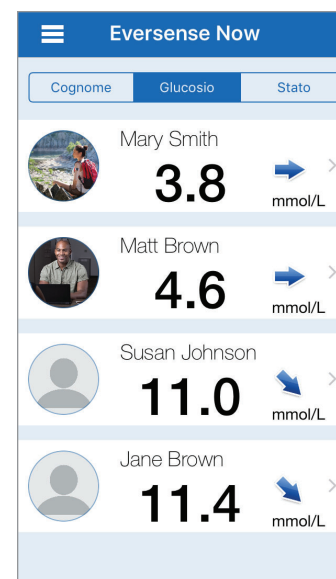 Eversense Now
Cognome Glucosio Stato
Mary Smith
3.8
mmol/L
Matt Brown
4.6
mmol/L
Susan Johnson
11.0
mmol/L
Jane Brown
11.4
mmol/L